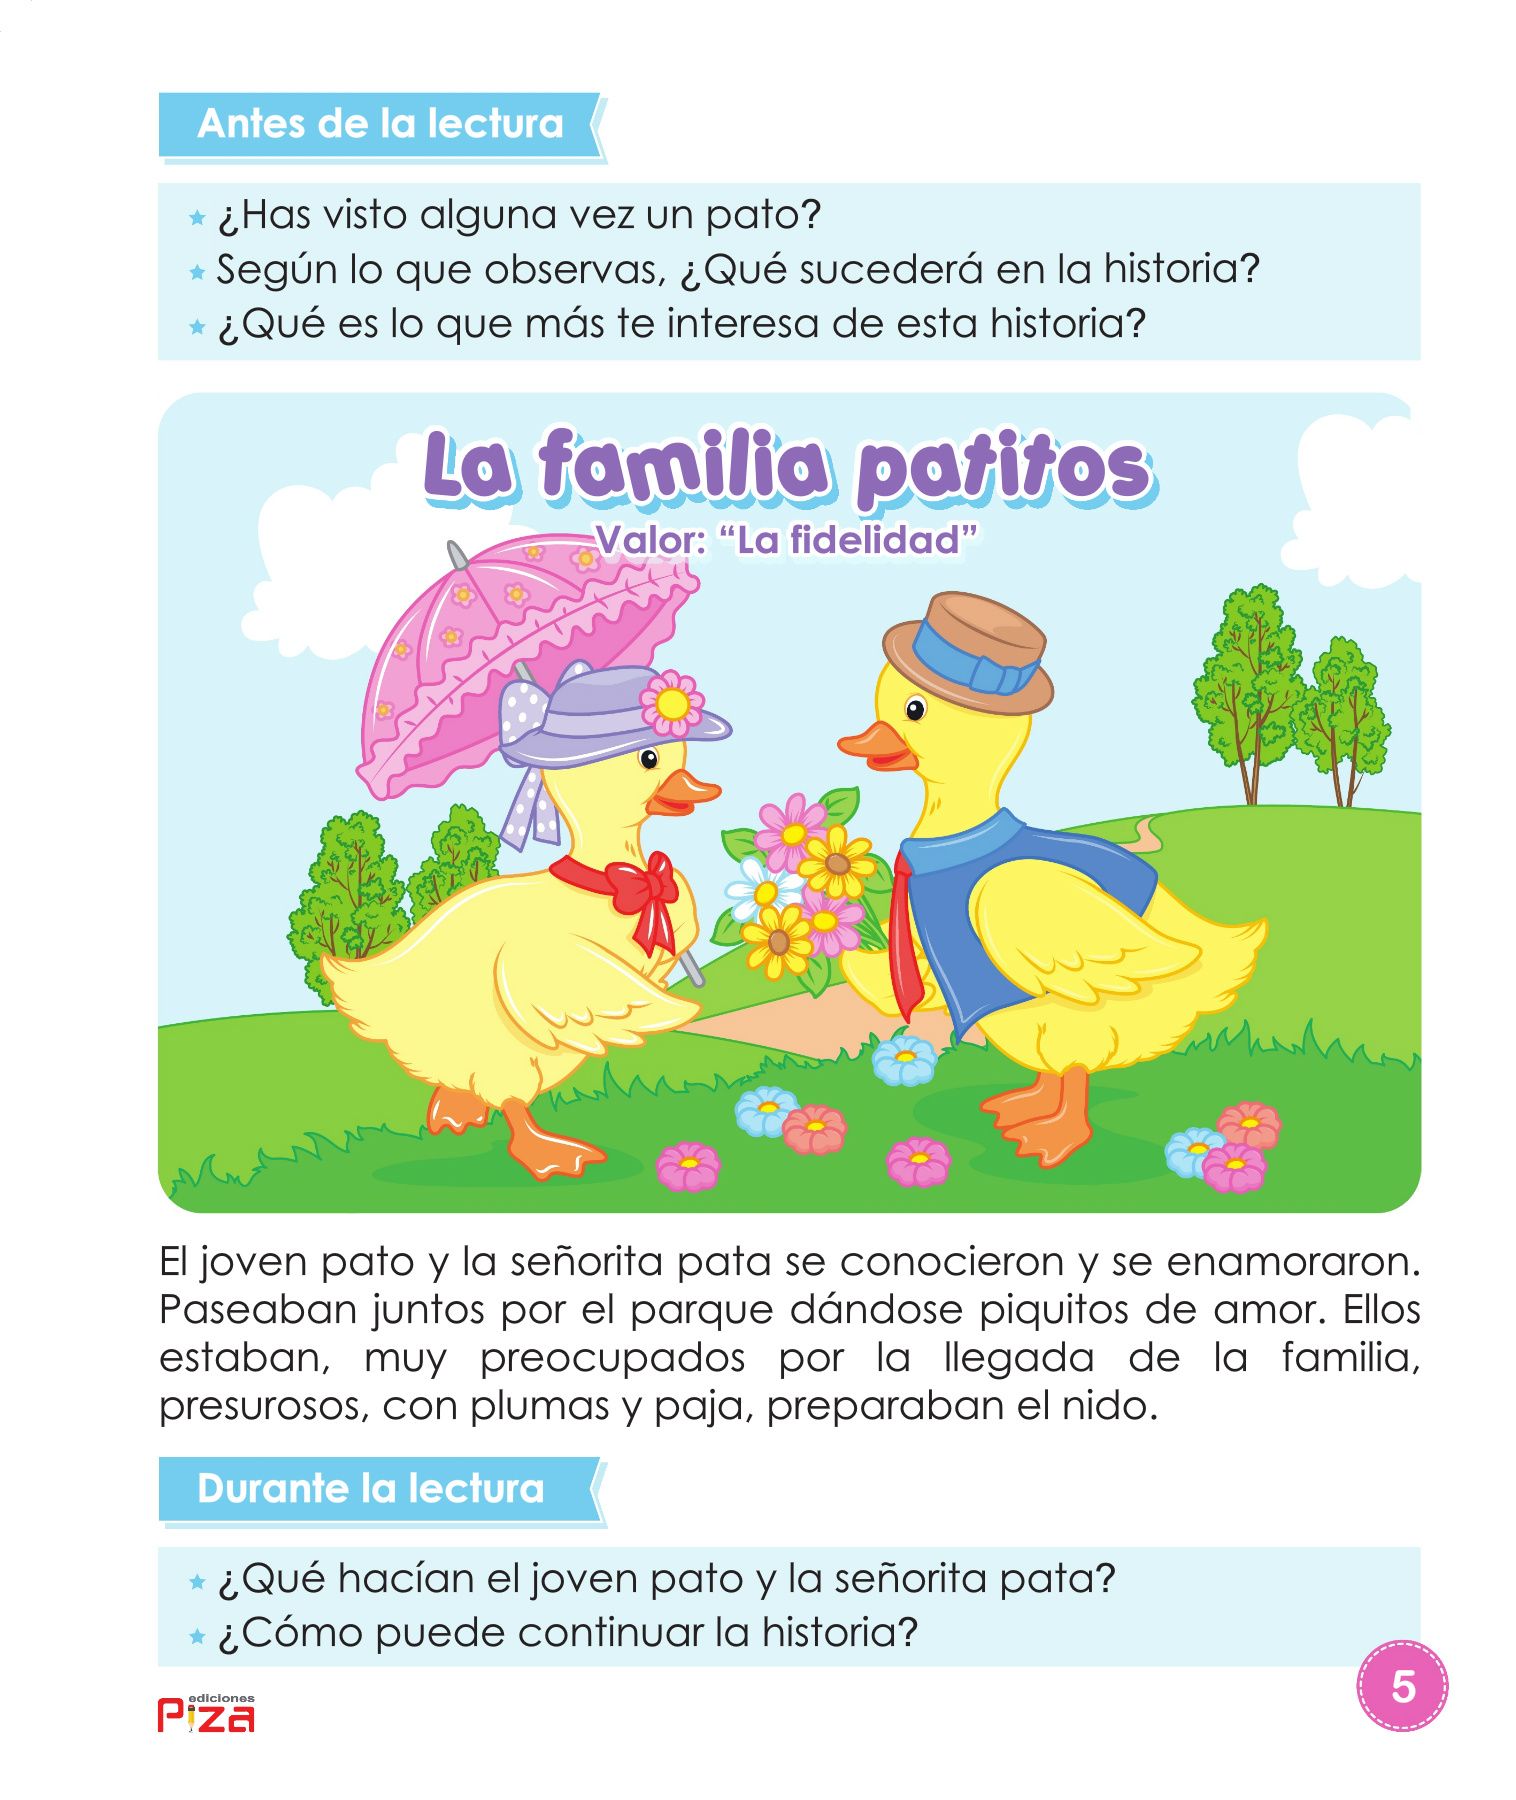 Antes de la lectura
¿Has visto alguna vez un pato?
Según lo que observas, ¿Qué sucederá en la historia?
¿Qué es lo que más te interesa de esta historia?
La familia patitos
Valor: “La fidelidad”
El joven pato y la señorita pata se conocieron y se enamoraron.
Paseaban juntos por el parque dándose piquitos de amor. Ellos
estaban, muy preocupados por la llegada de la familia,
presurosos, con plumas y paja, preparaban el nido.
Durante la lectura
¿Qué hacían el joven pato y la señorita pata?
¿Cómo puede continuar la historia?
ediciones
Piza
5